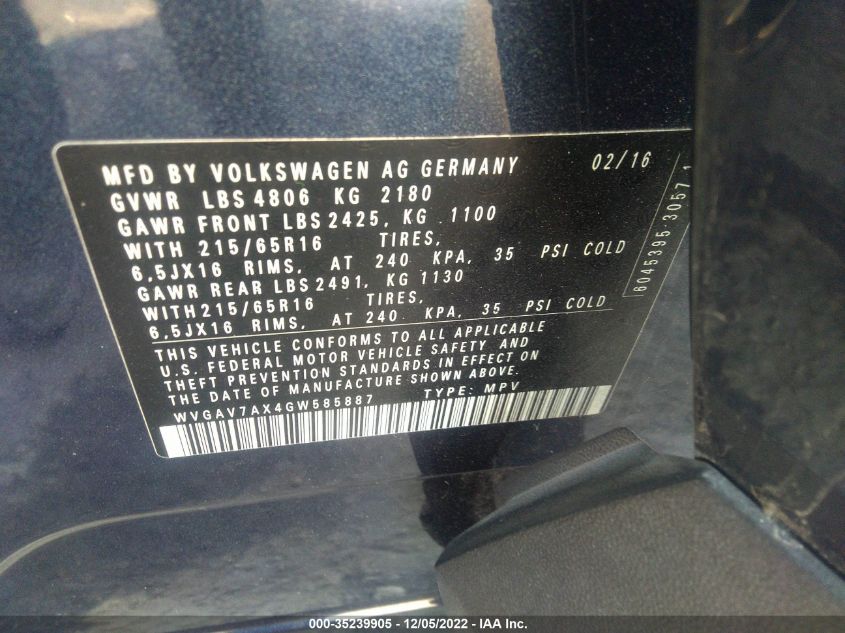 MFD BY VOLKSWAGEN AG GERMANY 02/16
GVWR LBS 4806 KG 2180
GAWR FRONT LBS 2425, KG 1100
WITH 215/65R16 TIRES,
6,5JX16 RIMS, AT 240 KPA, 35 PSI COLD
GAWR REAR LBS 2491, KG 1130
WITH215/65R16 TIRES,
6,5JX16 RIMS, AT 240 KPA, 35 PSI COLD
THIS VEHICLE CONFORMS TO ALL APPLICABLE
U.S. FEDERAL MOTOR VEHICLE SAFETY AND
THEFT PREVENTION STANDARDS IN EFFECT ON
THE DATE OF MANUFACTURE SHOWN ABOVE.
WVGAV7AX4GW585887 TYPE: MPV
6045395 3057 1
000-35239905 - 12/05/2022 - IAA Inc.